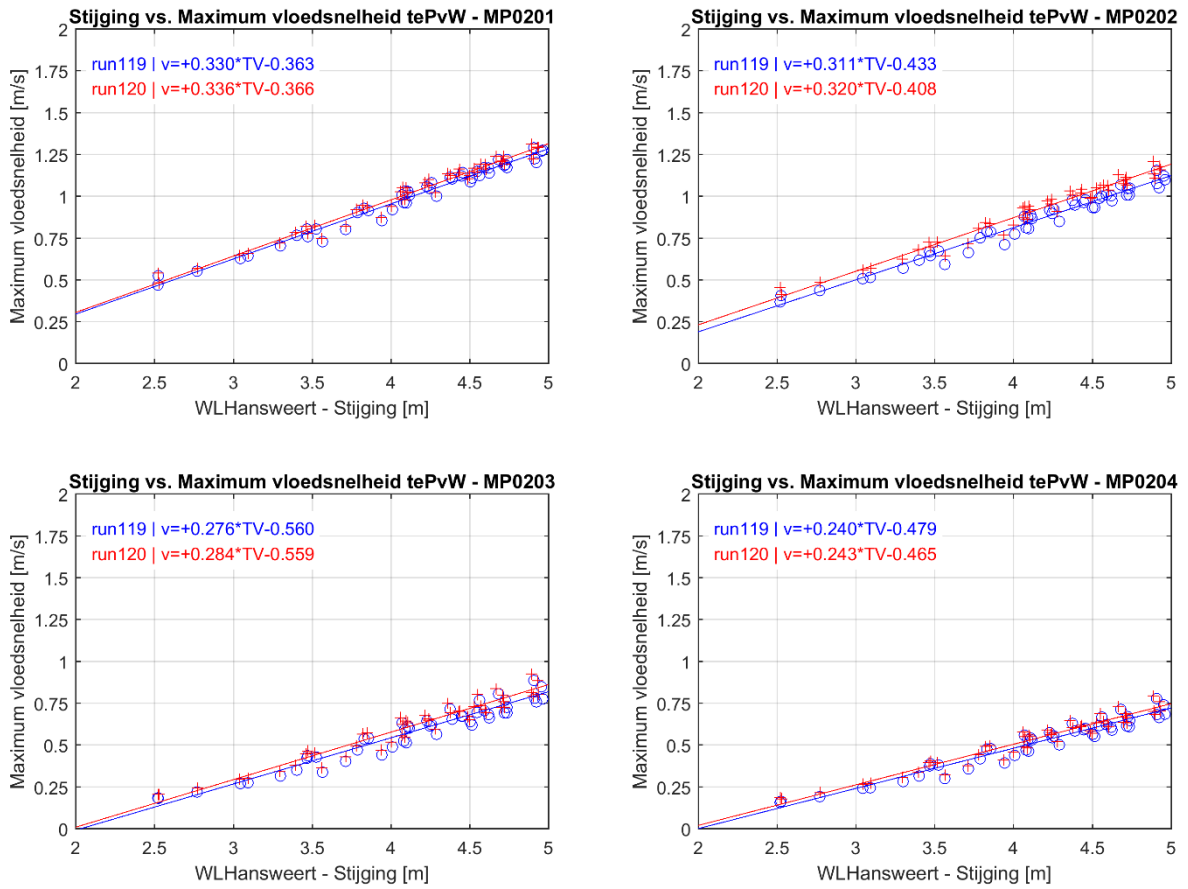 Stijging vs. Maximum vloedsnelheid tePvW - MP0201
run119 | v=+0.330*TV-0.363
run120 | v=+0.336*TV-0.366
Maximum vloedsnelheid [m/s]
2
1.75
1.5
1.25
1
0.75
0.5
0.25
0
2 2.5 3 3.5 4 4.5 5
WLHansweert - Stijging [m]
Stijging vs. Maximum vloedsnelheid tePvW - MP0202
run119 | v=+0.311*TV-0.433
run120 | v=+0.320*TV-0.408
Maximum vloedsnelheid [m/s]
2
1.75
1.5
1.25
1
0.75
0.5
0.25
0
2 2.5 3 3.5 4 4.5 5
WLHansweert - Stijging [m]
Stijging vs. Maximum vloedsnelheid tePvW - MP0203
run119 | v=+0.276*TV-0.560
run120 | v=+0.284*TV-0.559
Maximum vloedsnelheid [m/s]
2
1.75
1.5
1.25
1
0.75
0.5
0.25
0
2 2.5 3 3.5 4 4.5 5
WLHansweert - Stijging [m]
Stijging vs. Maximum vloedsnelheid tePvW - MP0204
run119 | v=+0.240*TV-0.479
run120 | v=+0.243*TV-0.465
Maximum vloedsnelheid [m/s]
2
1.75
1.5
1.25
1
0.75
0.5
0.25
0
2 2.5 3 3.5 4 4.5 5
WLHansweert - Stijging [m]